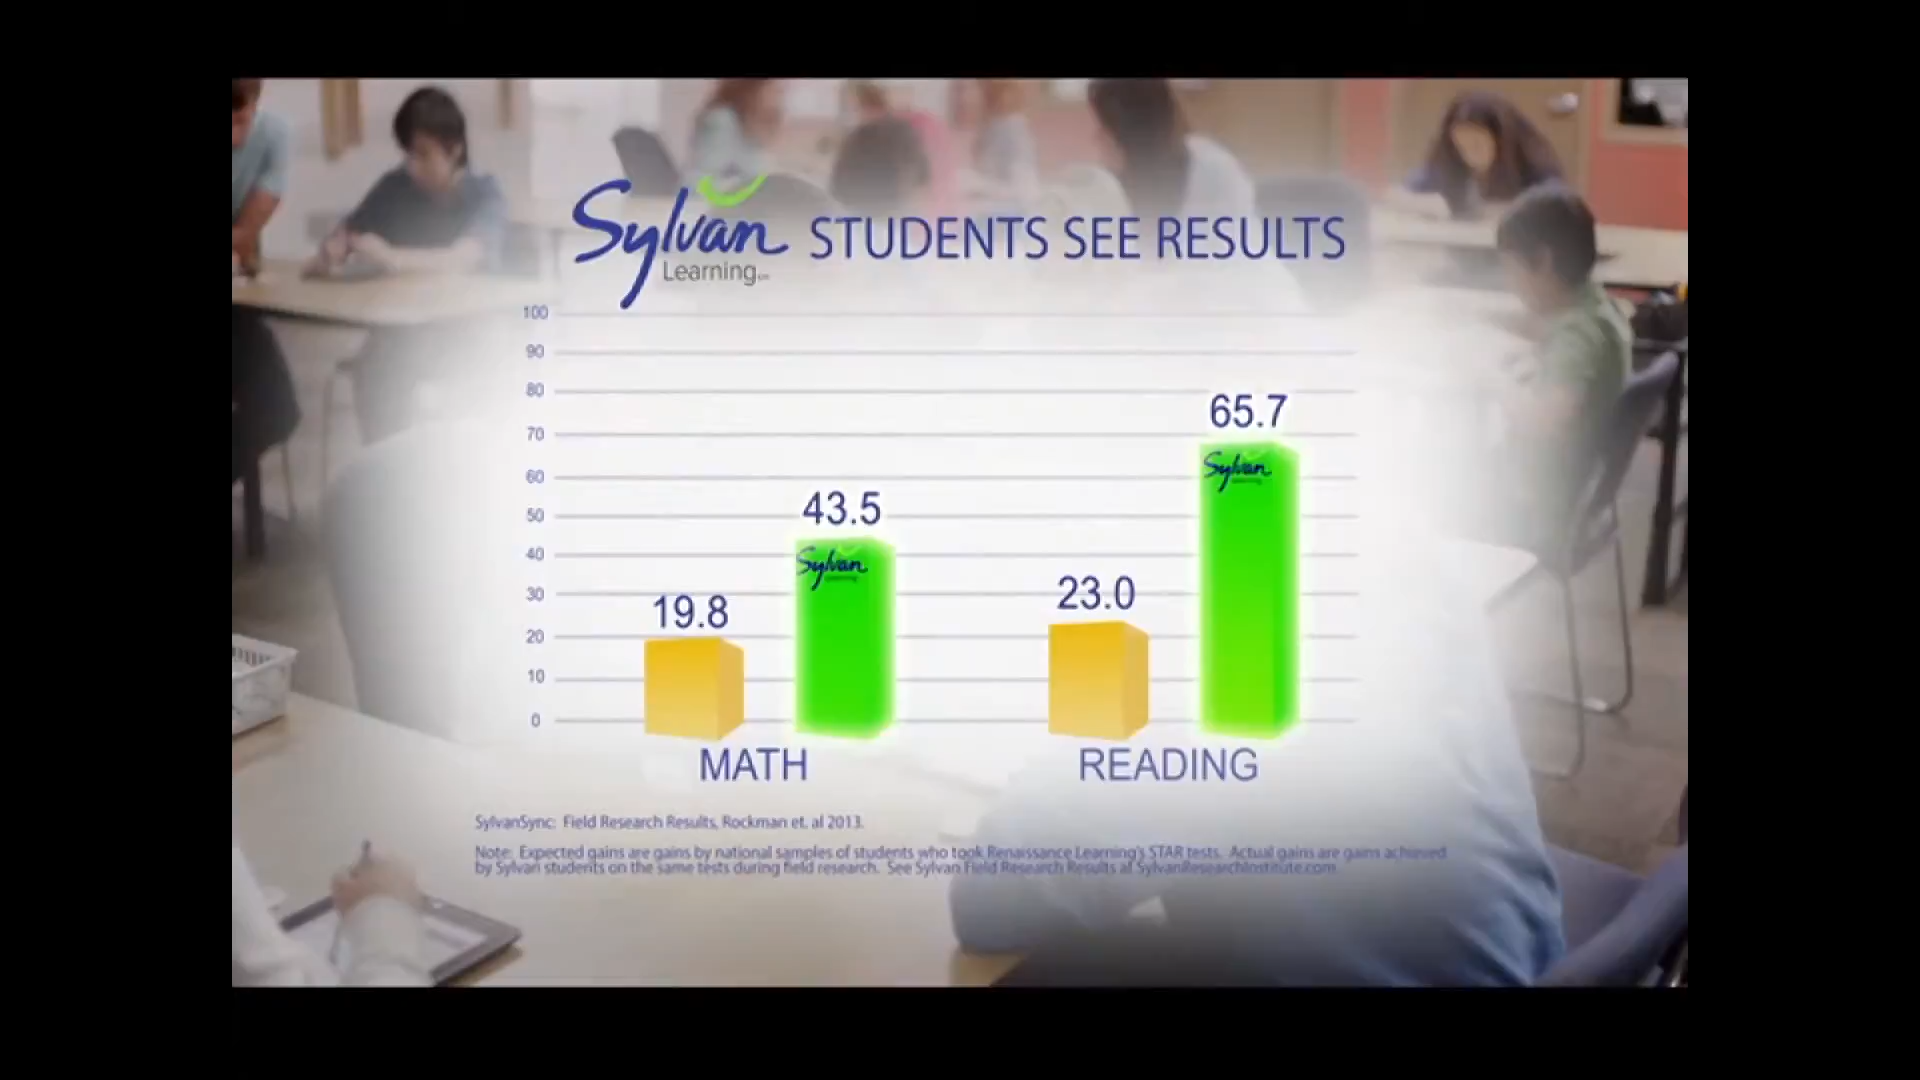 Sylvan Learning STUDENTS SEE RESULTS
100
90
80
70
60
50
40
30
20
10
0
65.7
Sylvan
Learning
43.5
Sylvan
Learning
23.0
19.8
MATH READING
SylvanSync: Field Research Results, Rockman et. al 2013.
Note: Expected gains are gains by national samples of students who took Renaissance Learning's STAR tests. Actual gains are gains achieved
by Sylvan students on the same tests during field research. See Sylvan Field Research Results at SylvanResearchInstitute.com